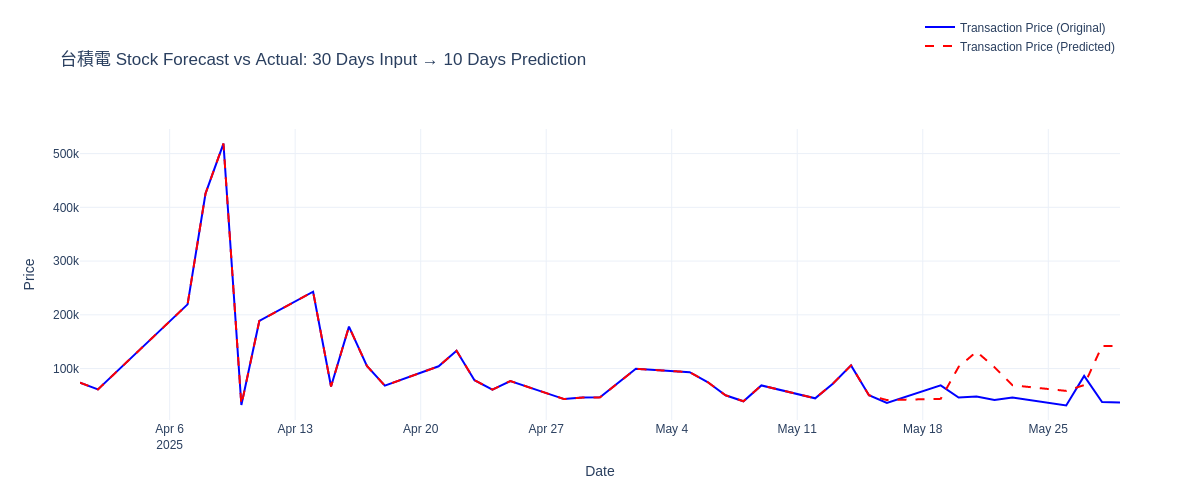 台積電 Stock Forecast vs Actual: 30 Days Input → 10 Days Prediction
Transaction Price (Original)
Transaction Price (Predicted)
Price
500k
400k
300k
200k
100k
Apr 6
2025
Apr 13
Apr 20
Apr 27
May 4
May 11
May 18
May 25
Date